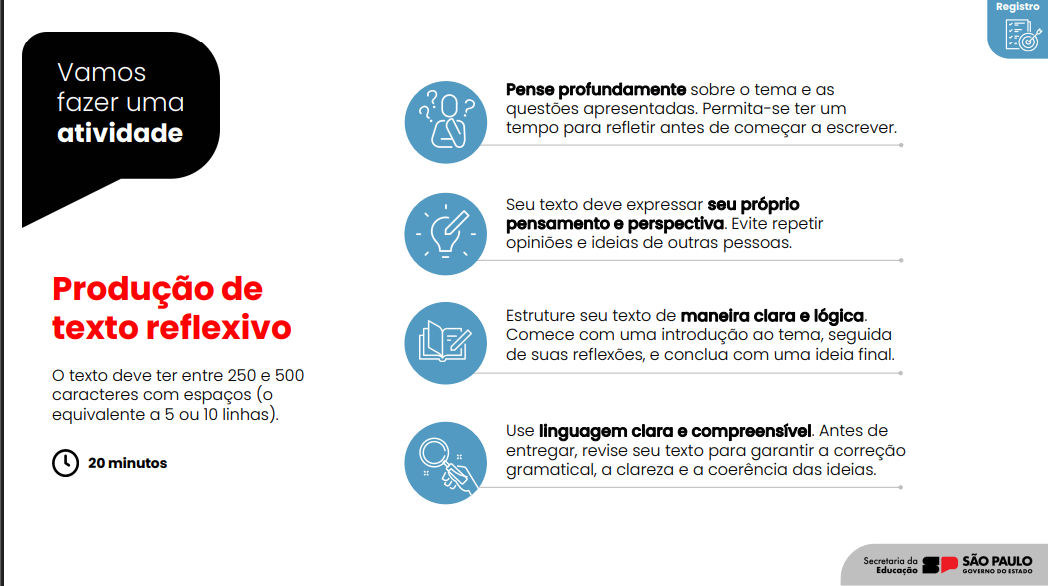 Registro
Vamos
fazer uma
atividade
Produção de
texto reflexivo
O texto deve ter entre 250 e 500
caracteres com espaços (o
equivalente a 5 ou 10 linhas).
20 minutos
Pense profundamente sobre o tema e as
questões apresentadas. Permita-se ter um
tempo para refletir antes de começar a escrever.
Seu texto deve expressar seu próprio
pensamento e perspectiva. Evite repetir
opiniões e ideias de outras pessoas.
Estruture seu texto de maneira clara e lógica.
Comece com uma introdução ao tema, seguida
de suas reflexões, e conclua com uma ideia final.
Use linguagem clara e compreensível. Antes de
entregar, revise seu texto para garantir a correção
gramatical, a clareza e a coerência das ideias.
Secretaria da
Educação
SÃO PAULO
GOVERNO DO ESTADO